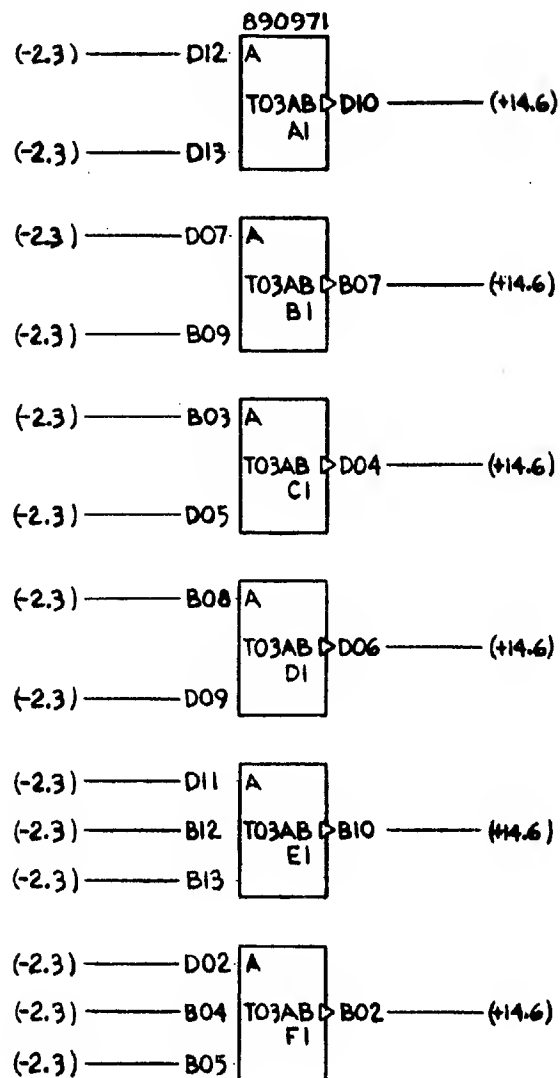 890971
(-2.3) D12 A
T03AB D10 (+14.6)
A1
(-2.3) D13
(-2.3) D07 A
T03AB B07 (+14.6)
B1
(-2.3) B09
(-2.3) B03 A
T03AB D04 (+14.6)
C1
(-2.3) D05
(-2.3) B08 A
T03AB D06 (+14.6)
D1
(-2.3) D09
(-2.3) D11 A
(-2.3) B12 T03AB B10 (+14.6)
E1
(-2.3) B13
(-2.3) D02 A
(-2.3) B04 T03AB B02 (+14.6)
F1
(-2.3) B05